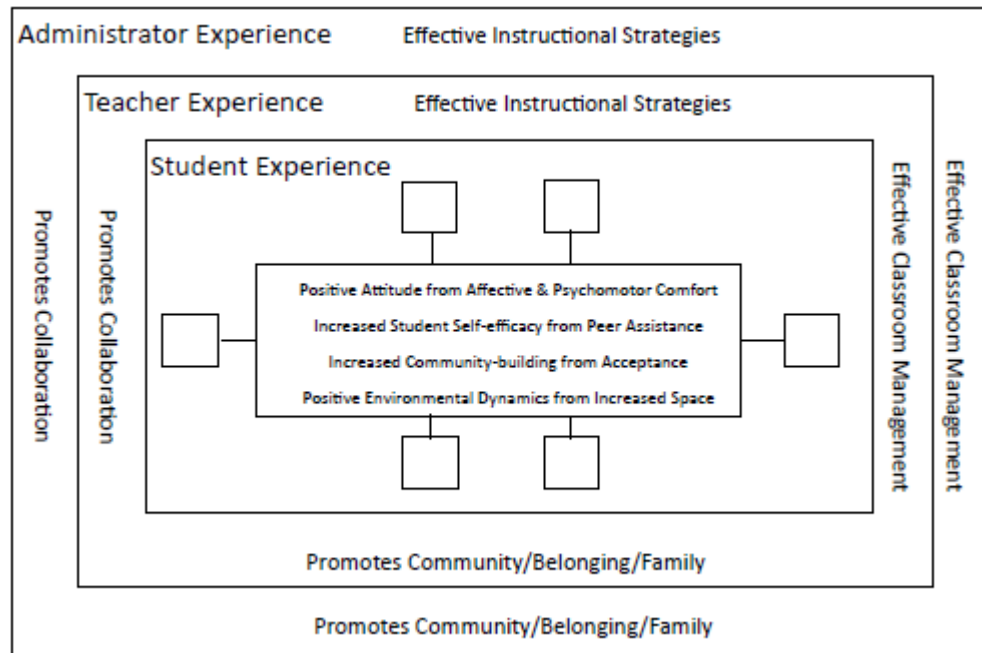 Administrator Experience
Effective Instructional Strategies
Teacher Experience
Effective Instructional Strategies
Student Experience
Promotes Collaboration
Promotes Collaboration
Positive Attitude from Affective & Psychomotor Comfort
Increased Student Self-efficacy from Peer Assistance
Increased Community-building from Acceptance
Positive Environmental Dynamics from Increased Space
Effective Classroom Management
Effective Classroom Management
Promotes Community/Belonging/Family
Promotes Community/Belonging/Family